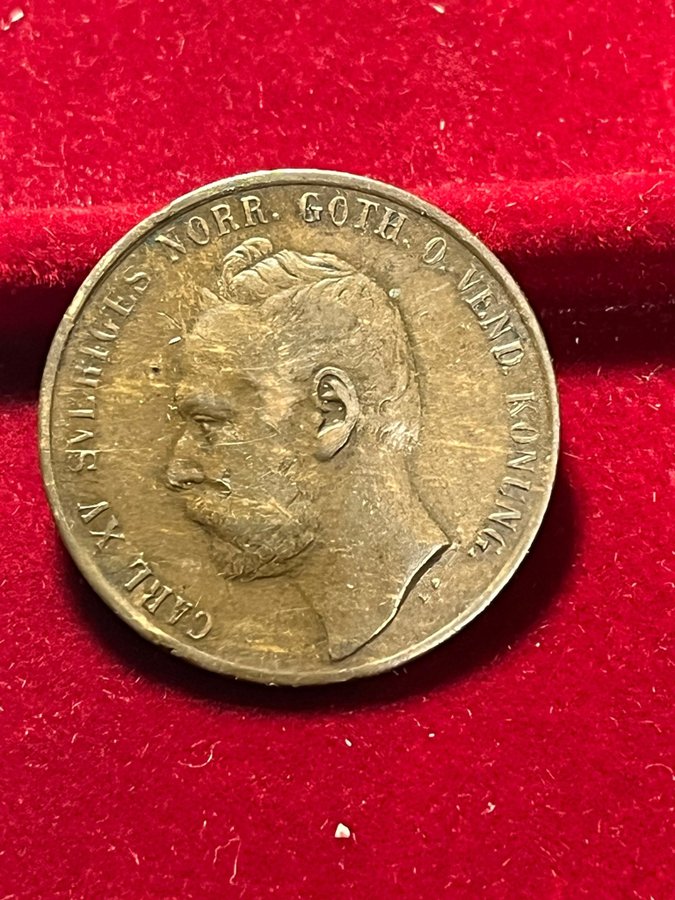 CARL XV SVERIGES NORR. GOTH. O. VEND. KONUNG.